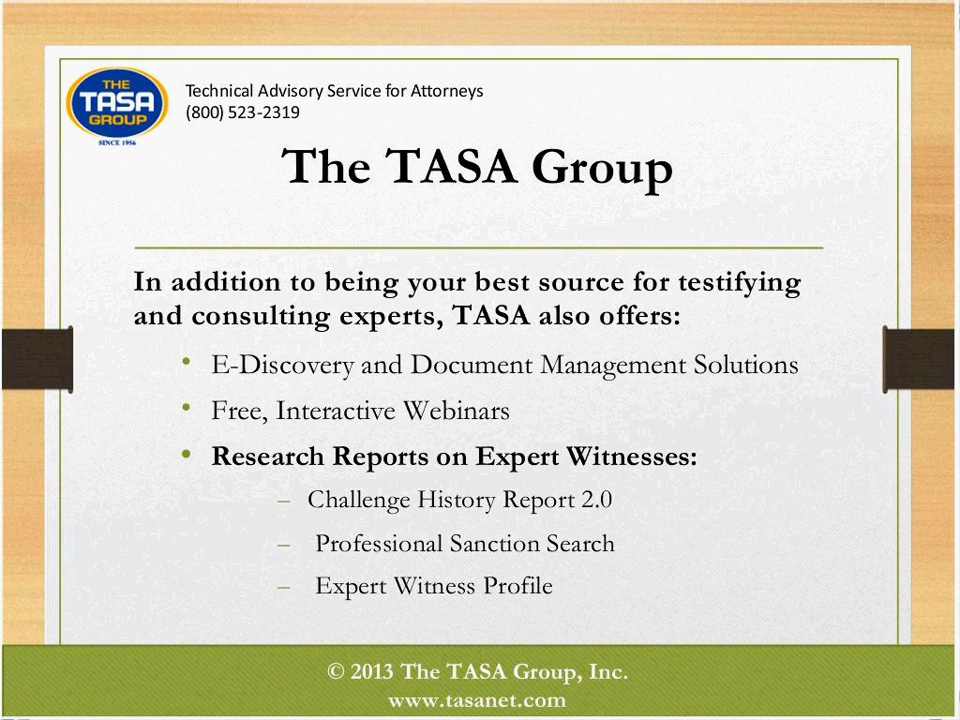 THE
TASA
GROUP
SINCE 1956
Technical Advisory Service for Attorneys
(800) 523-2319
The TASA Group
In addition to being your best source for testifying
and consulting experts, TASA also offers:
• E-Discovery and Document Management Solutions
• Free, Interactive Webinars
• Research Reports on Expert Witnesses:
– Challenge History Report 2.0
– Professional Sanction Search
– Expert Witness Profile
© 2013 The TASA Group, Inc.
www.tasanet.com